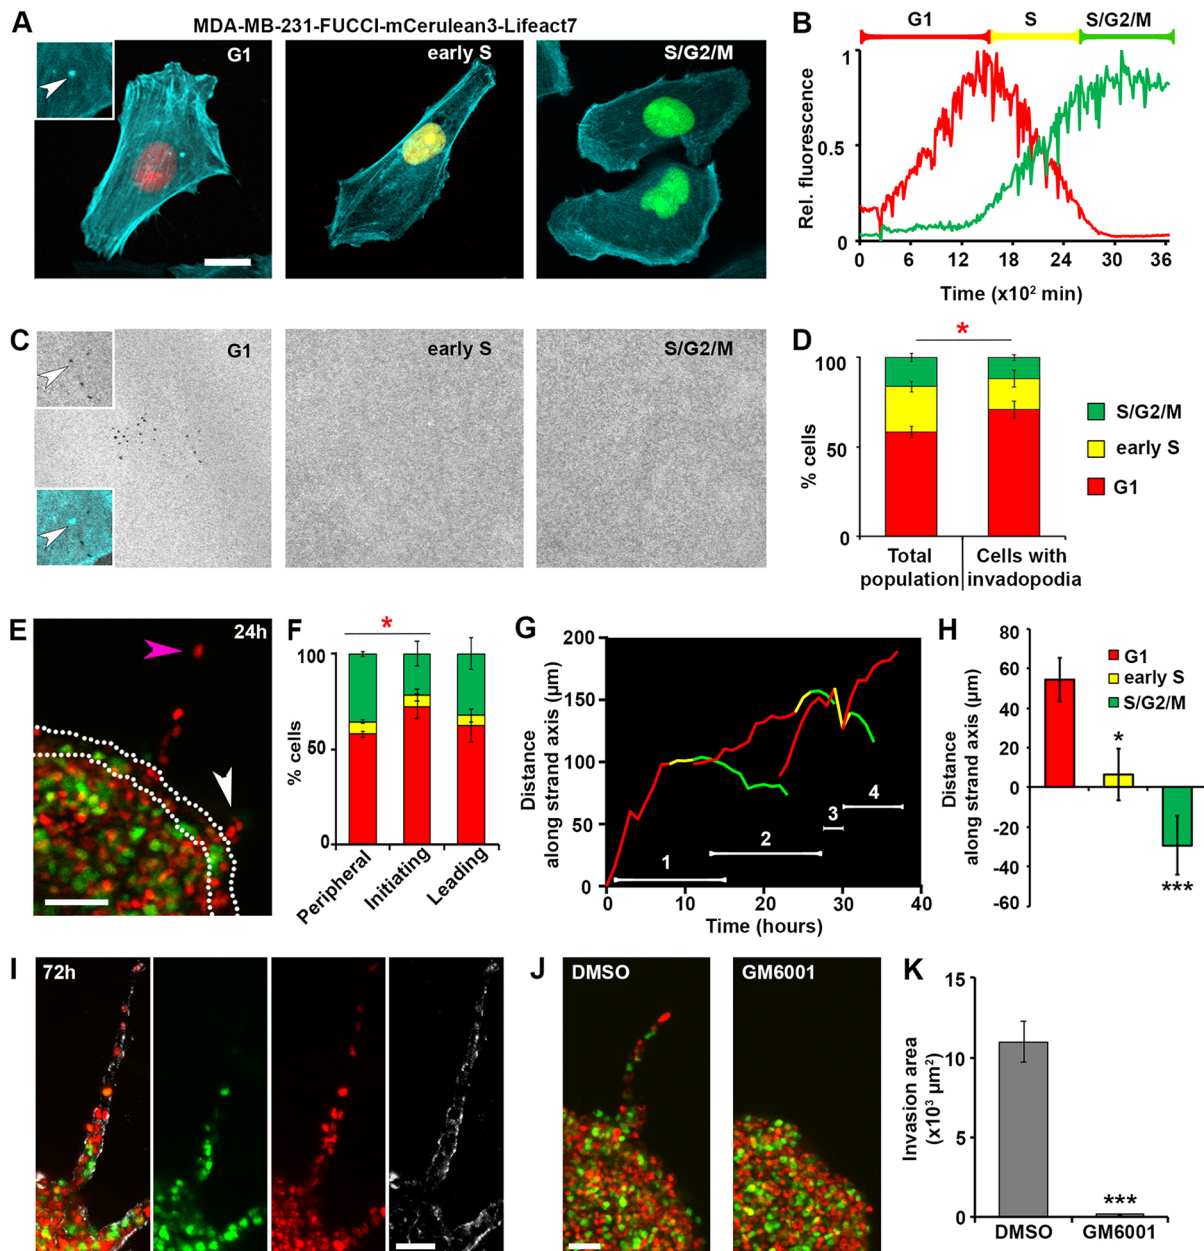 A
MDA-MB-231-FUCCI-mCerulean3-Lifeact7
G1
early S
S/G2/M
B
G1
S
S/G2/M
1
0.5
0
Rel. fluorescence
0 6 12 18 24 30 36
Time (x10² min)
C
G1
early S
S/G2/M
D
*
100
50
0
% cells
Total population
Cells with invadopodia
S/G2/M
early S
G1
E
24h
F
*
100
50
0
% cells
Peripheral
Initiating
Leading
G
200
150
100
50
0
Distance
along strand axis (µm)
1
2
3
4
0 10 20 30 40
Time (hours)
H
80
60
40
20
0
-20
-40
-60
Distance
along strand axis (µm)
G1
early S
S/G2/M
*
***
I
72h
J
DMSO
GM6001
K
15
10
5
0
Invasion area
(x10³ µm²)
***
DMSO
GM6001